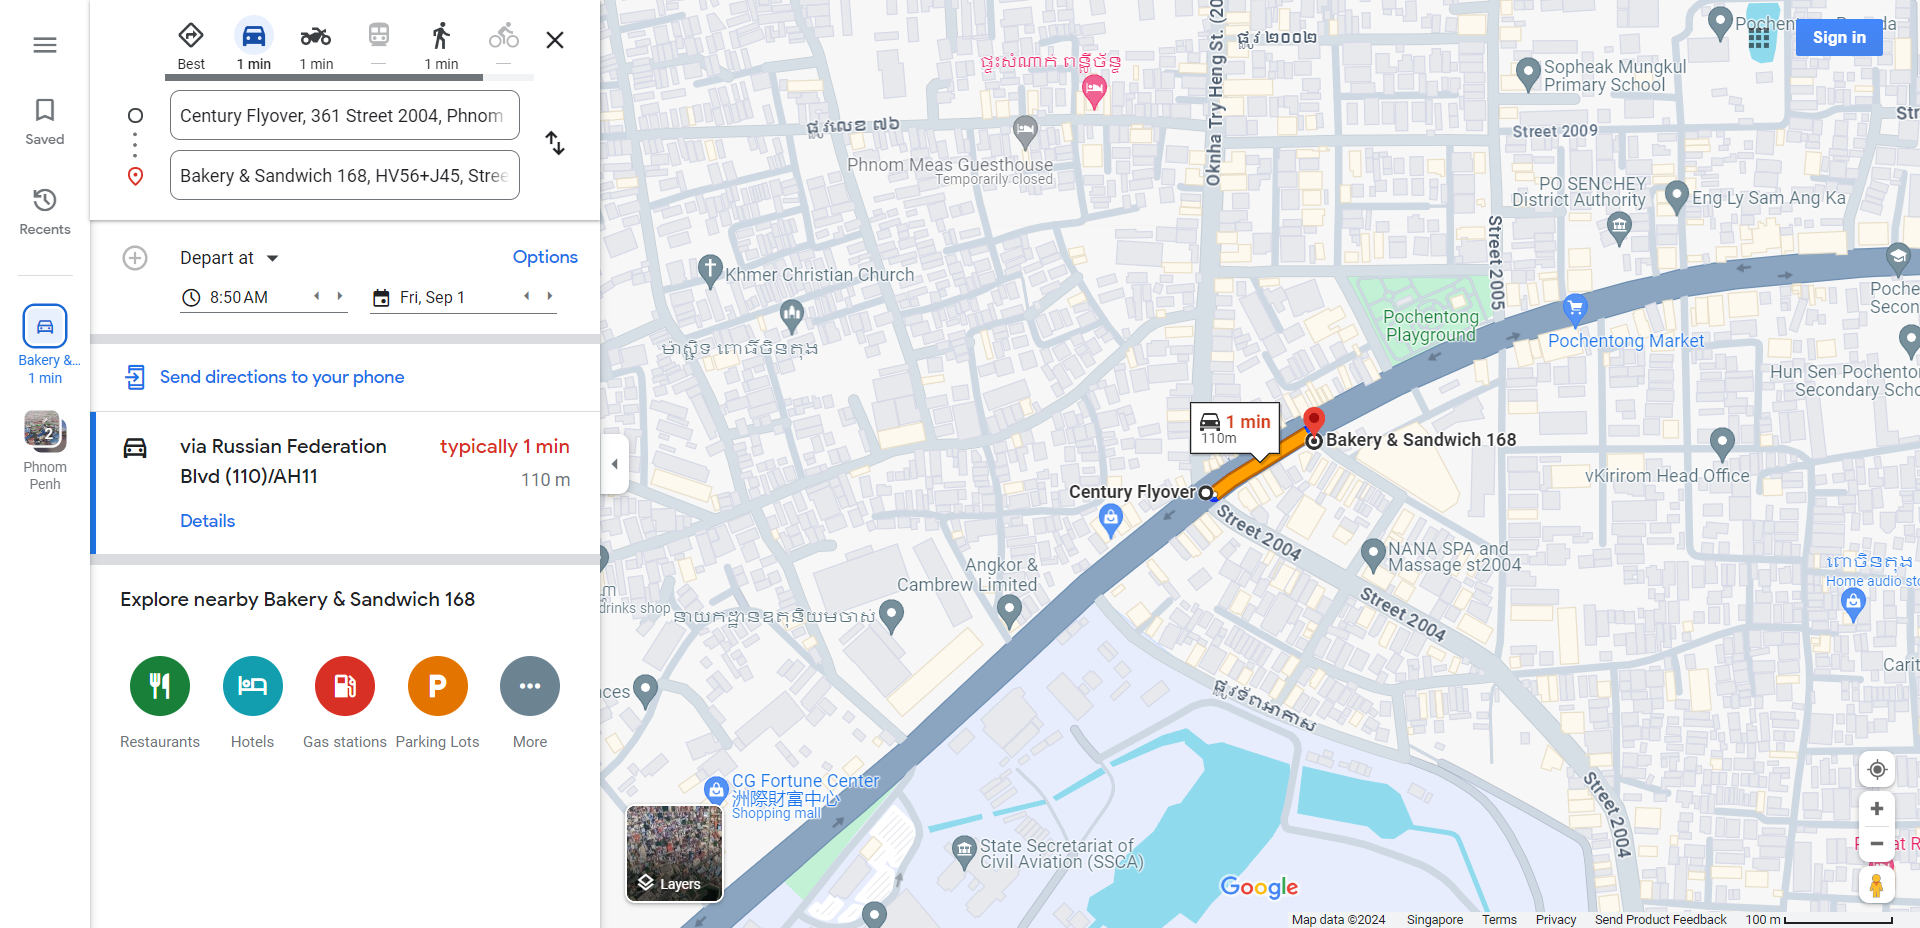 Saved
Recents
Bakery &...
1 min
2
Phnom
Penh
Best
1 min
1 min
—
1 min
—
Century Flyover, 361 Street 2004, Phnom
Bakery & Sandwich 168, HV56+J45, Stree
Depart at
Options
8:50 AM
Fri, Sep 1
Send directions to your phone
via Russian Federation
Blvd (110)/AH11
typically 1 min
110 m
Details
Explore nearby Bakery & Sandwich 168
Restaurants
Hotels
Gas stations
Parking Lots
More
Sign in
ផ្លូវ ២០០២
Oknha Try Heng St. (20
ផ្ទះសំណាក់ ពន្លឺច័ន្ទ
Sopheak Mungkul
Primary School
Street 2009
Str
ផ្លូវលេខ ៧៦
Phnom Meas Guesthouse
Temporarily closed
PO SENCHEY
District Authority
Eng Ly Sam Ang Ka
Street 2005
Khmer Christian Church
Pochentong
Playground
Pochentong Market
Poche
Secon
ម៉ាស្ជិទ ពោធិ៍ចិនតុង
Hun Sen Pochento
Secondary Scho
1 min
110m
Bakery & Sandwich 168
Century Flyover
vKirirom Head Office
Street 2004
NANA SPA and
Massage st2004
Angkor &
Cambrew Limited
drinks shop
នាយកដ្ឋានឧតុនិយមចាស់
Street 2004
ពោធិ៍ចិនតុង
Home audio sto
Carit
ផ្លូវទ័ពអាកាស
Street 2004
CG Fortune Center
洲際財富中心
Shopping mall
State Secretariat of
Civil Aviation (SSCA)
Layers
Google
Map data ©2024
Singapore
Terms
Privacy
Send Product Feedback
100 m